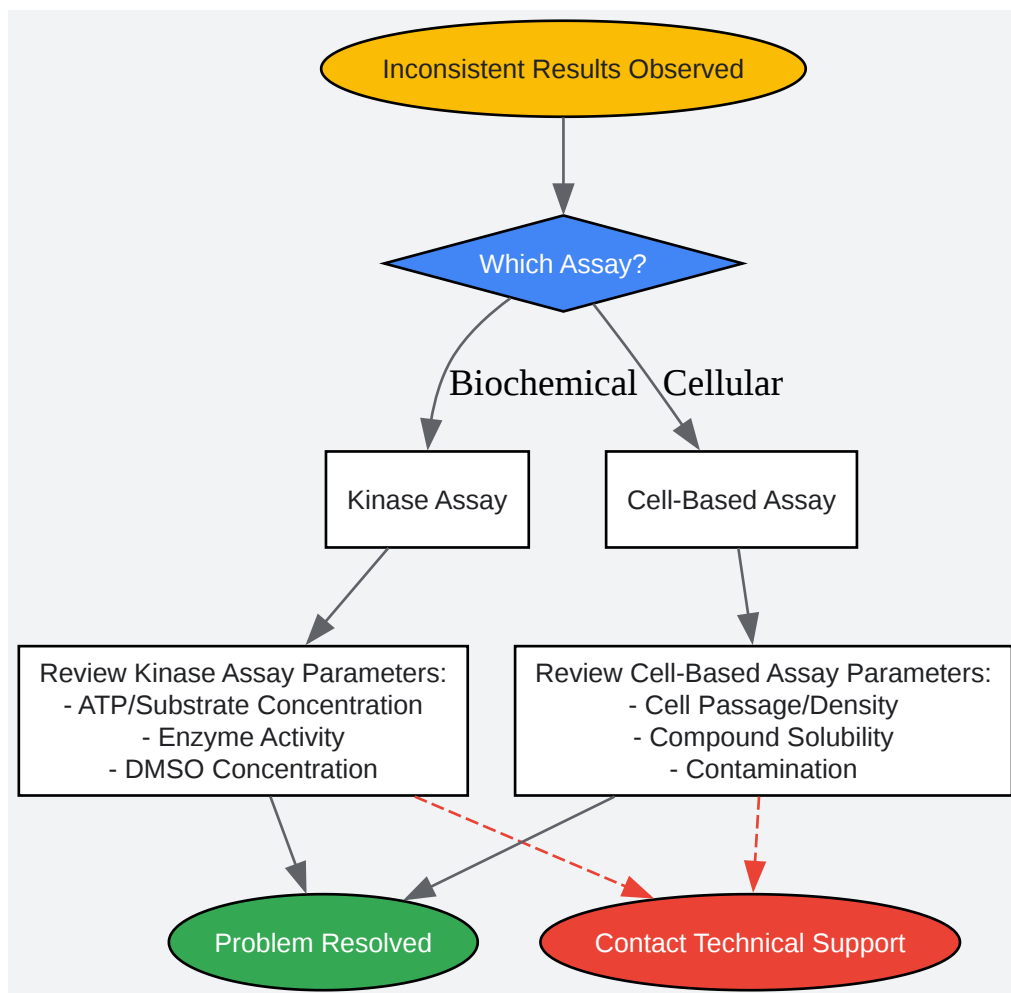 Inconsistent Results Observed
Which Assay?
Biochemical
Cellular
Kinase Assay
Cell-Based Assay
Review Kinase Assay Parameters:
- ATP/Substrate Concentration
- Enzyme Activity
- DMSO Concentration
Review Cell-Based Assay Parameters:
- Cell Passage/Density
- Compound Solubility
- Contamination
Problem Resolved
Contact Technical Support